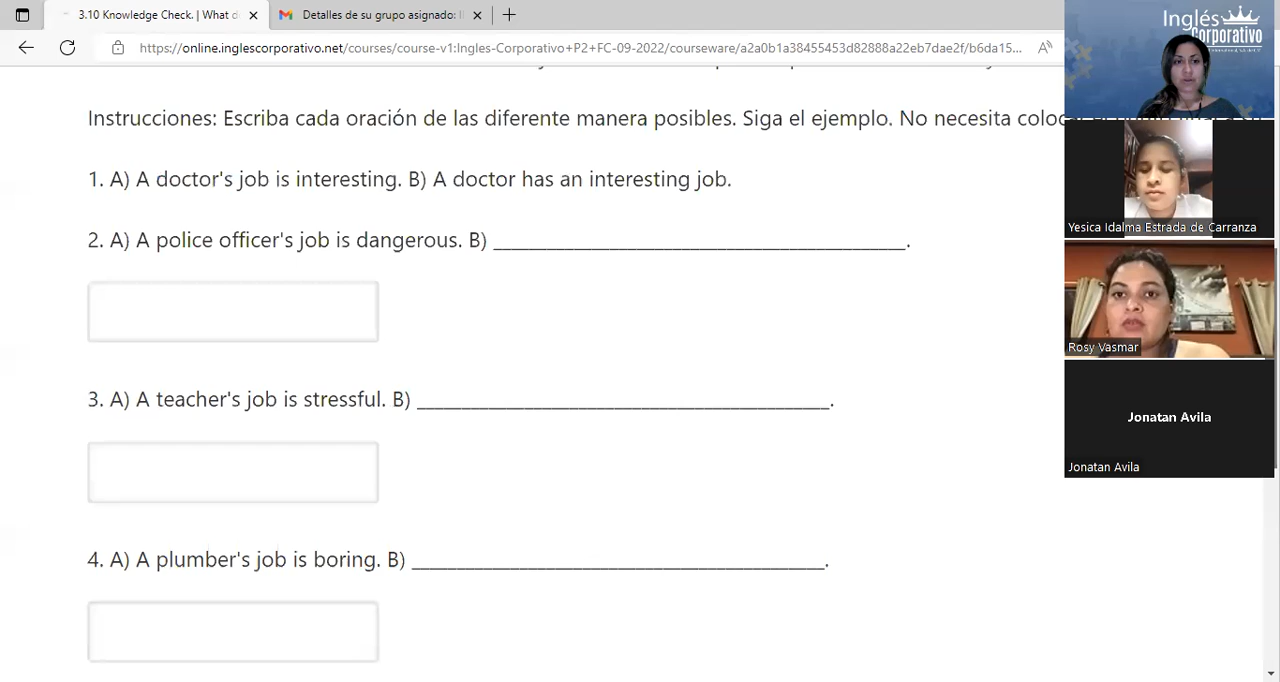 3.10 Knowledge Check. | What d
Detalles de su grupo asignado: I
https://online.inglescorporativo.net/courses/course-v1:Ingles-Corporativo+P2+FC-09-2022/courseware/a2a0b1a38455453d82888a22eb7dae2f/b6da15...
Inglés
Corporativo
Instrucciones: Escriba cada oración de las diferente manera posibles. Siga el ejemplo. No necesita coloc
1. A) A doctor's job is interesting. B) A doctor has an interesting job.
2. A) A police officer's job is dangerous. B) ______________________________________.
3. A) A teacher's job is stressful. B) ______________________________________.
4. A) A plumber's job is boring. B) ______________________________________.
Yesica Idalma Estrada de Carranza
Rosy Vasmar
Jonatan Avila
Jonatan Avila